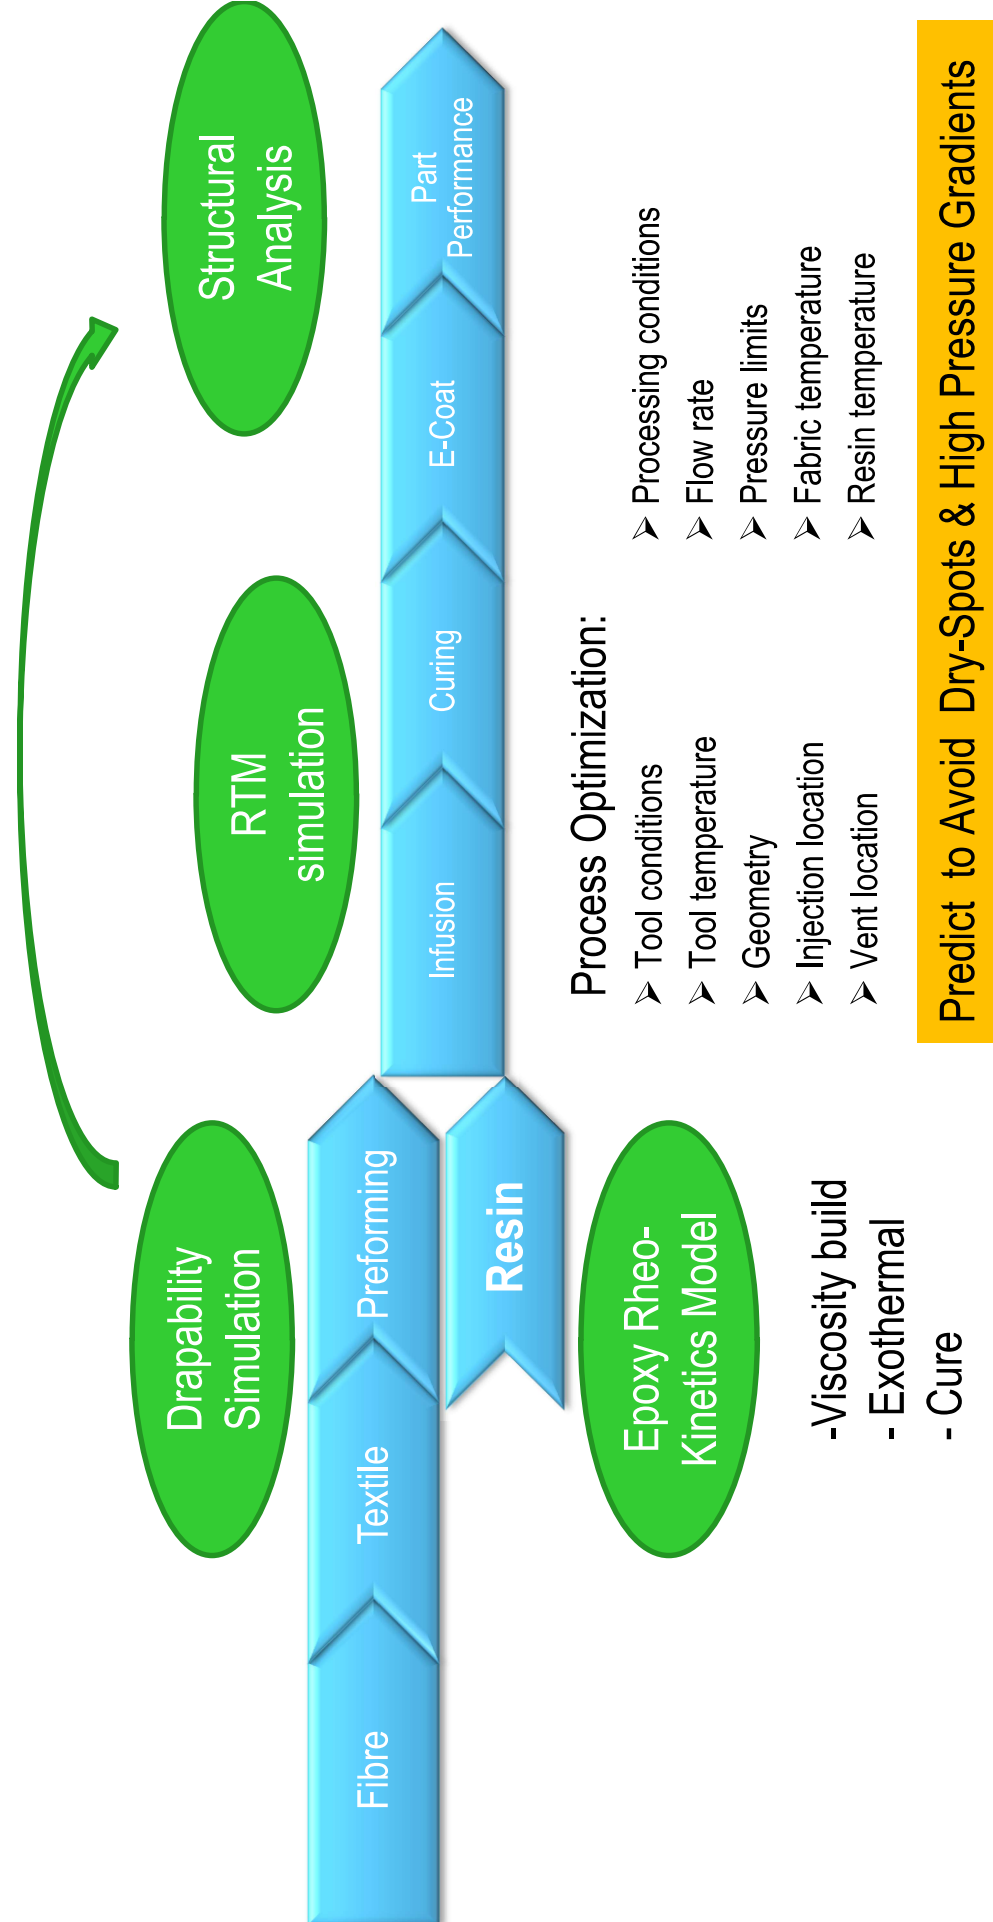 Drapability
Simulation
RTM
simulation
Structural
Analysis
Fibre
Textile
Preforming
Resin
Infusion
Curing
E-Coat
Part
Performance
Epoxy Rheo-
Kinetics Model
- Viscosity build
- Exothermal
- Cure
Process Optimization:
➢ Tool conditions
➢ Tool temperature
➢ Geometry
➢ Injection location
➢ Vent location
➢ Processing conditions
➢ Flow rate
➢ Pressure limits
➢ Fabric temperature
➢ Resin temperature
Predict to Avoid Dry-Spots & High Pressure Gradients